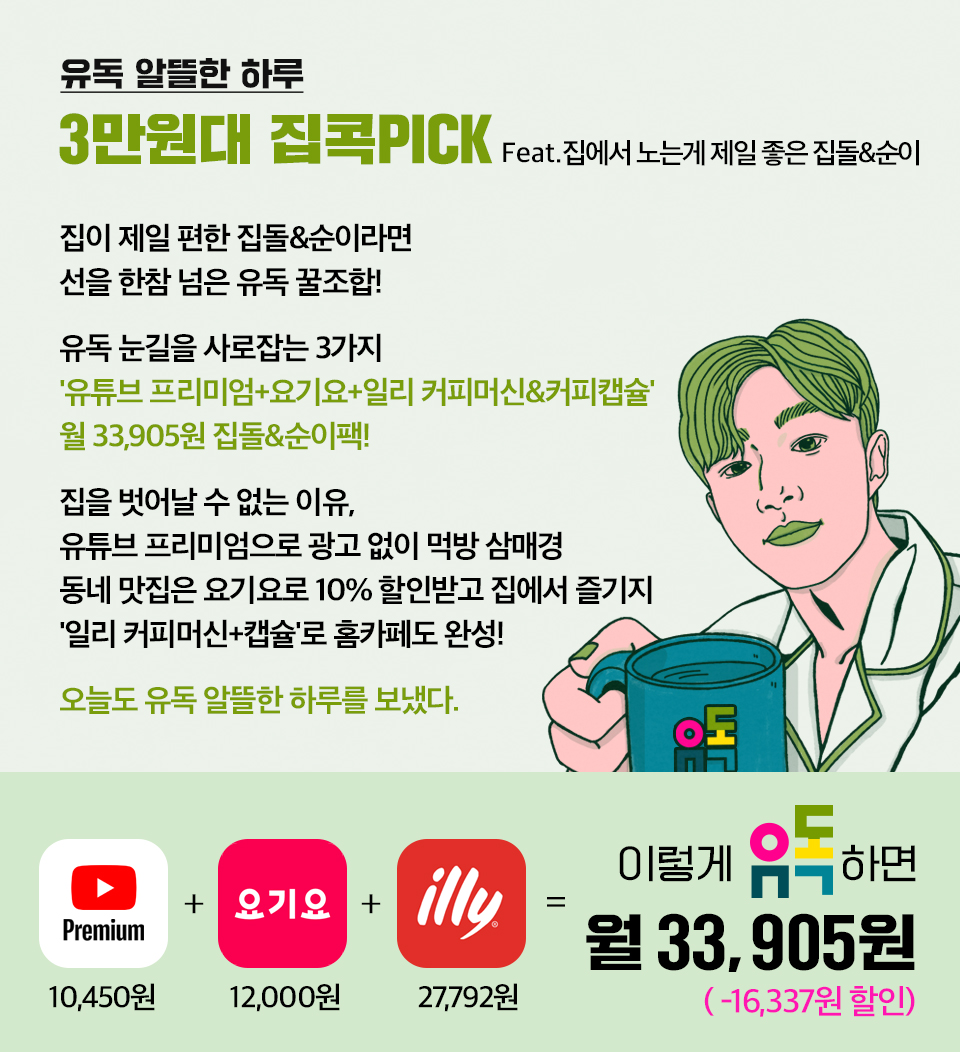 유독 알뜰한 하루
3만원대 집콕PICK Feat.집에서 노는게 제일 좋은 집돌&순이
집이 제일 편한 집돌&순이라면
선을 한참 넘은 유독 꿀조합!
유독 눈길을 사로잡는 3가지
'유튜브 프리미엄+요기요+일리 커피머신&커피캡슐'
월 33,905원 집돌&순이팩!
집을 벗어날 수 없는 이유,
유튜브 프리미엄으로 광고 없이 먹방 삼매경
동네 맛집은 요기요로 10% 할인받고 집에서 즐기지
'일리 커피머신+캡슐'로 홈카페도 완성!
오늘도 유독 알뜰한 하루를 보냈다.
유독
Premium + 요기요 + illy® = 이렇게 유독 하면
월 33,905원
10,450원 12,000원 27,792원 ( -16,337원 할인)